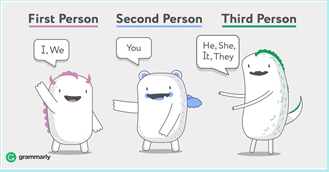 First Person
Second Person
Third Person
I, We
You
He, She,
It, They
grammarly